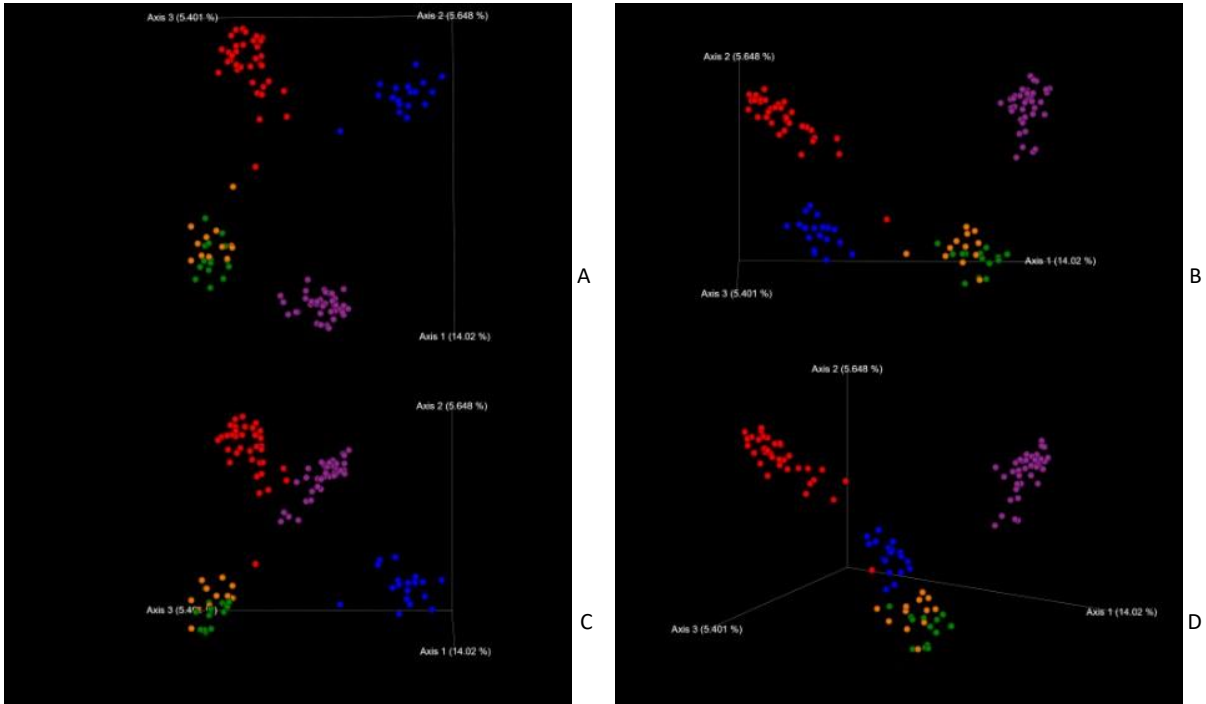 Axis 3 (5.401 %)
Axis 2 (5.648 %)
Axis 1 (14.02 %)
A
Axis 2 (5.648 %)
Axis 1 (14.02 %)
Axis 3 (5.401 %)
B
Axis 2 (5.648 %)
Axis 3 %)
Axis 1 (14.02 %)
C
Axis 2 (5.648 %)
Axis 1 (14.02 %)
Axis 3 (5.401 %)
D